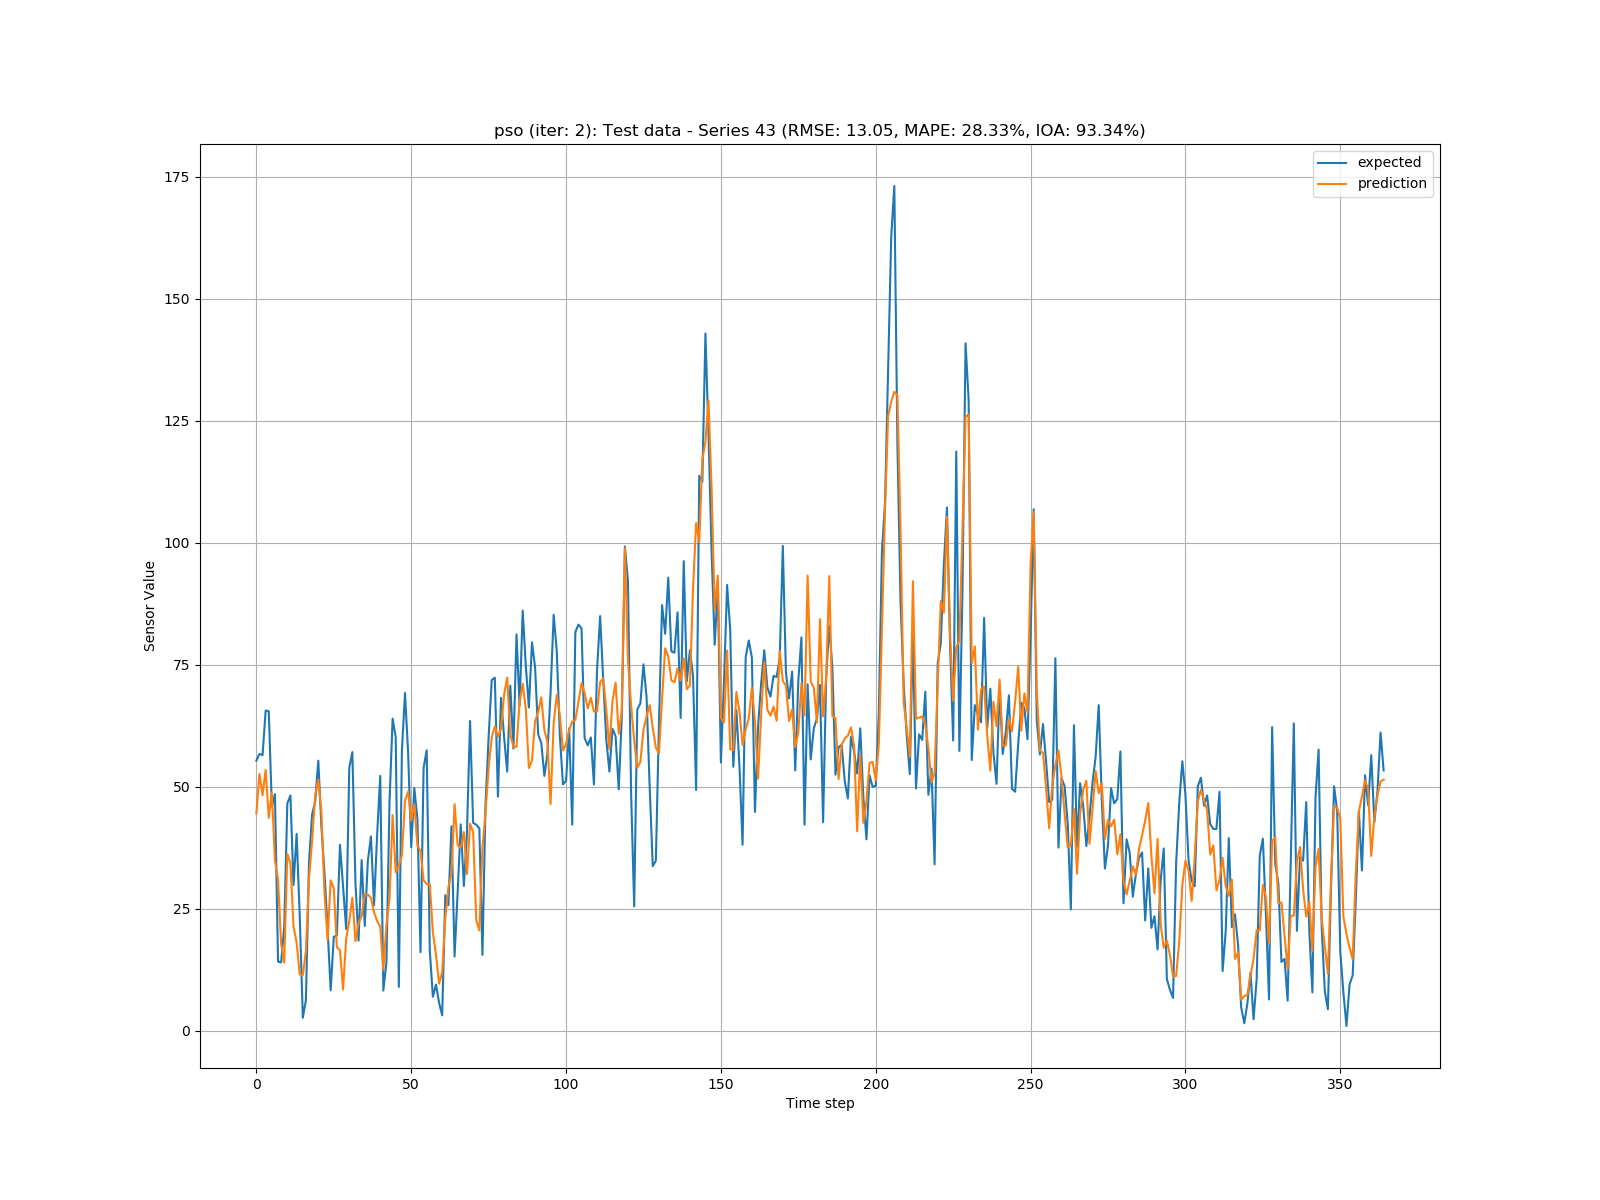 pso (iter: 2): Test data - Series 43 (RMSE: 13.05, MAPE: 28.33%, IOA: 93.34%)
expected
prediction
175
150
125
100
75
50
25
0
Sensor Value
0 50 100 150 200 250 300 350
Time step